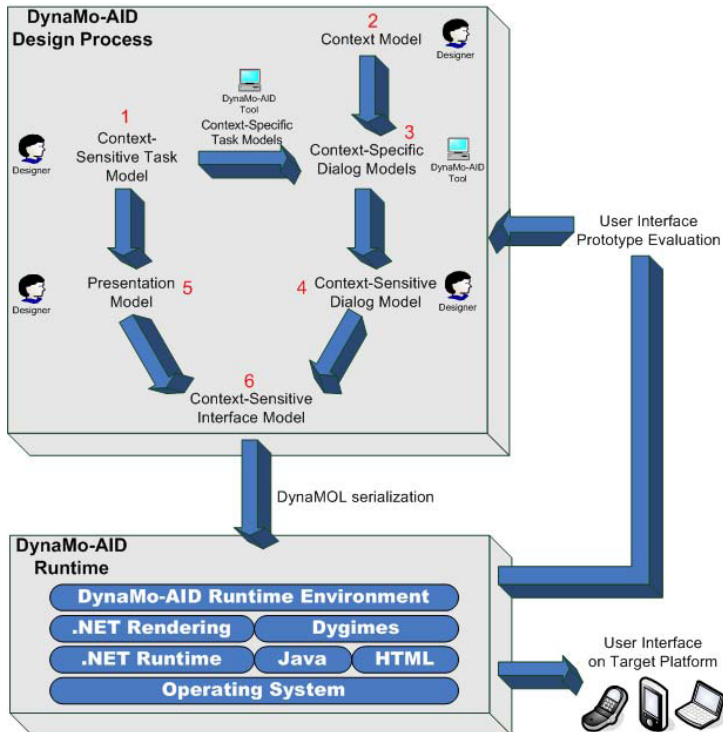 DynaMo-AID
Design Process
2
Context Model
Designer
DynaMo-AID
Tool
Context-Specific
Task Models
1
Context-
Sensitive Task
Model
Designer
3
Context-Specific
Dialog Models
DynaMo-AID
Tool
User Interface
Prototype Evaluation
Presentation
Model
5
Designer
4
Context-Sensitive
Dialog Model
Designer
6
Context-Sensitive
Interface Model
DynaMOL serialization
DynaMo-AID
Runtime
DynaMo-AID Runtime Environment
.NET Rendering
Dygimes
.NET Runtime
Java
HTML
Operating System
User Interface
on Target Platform